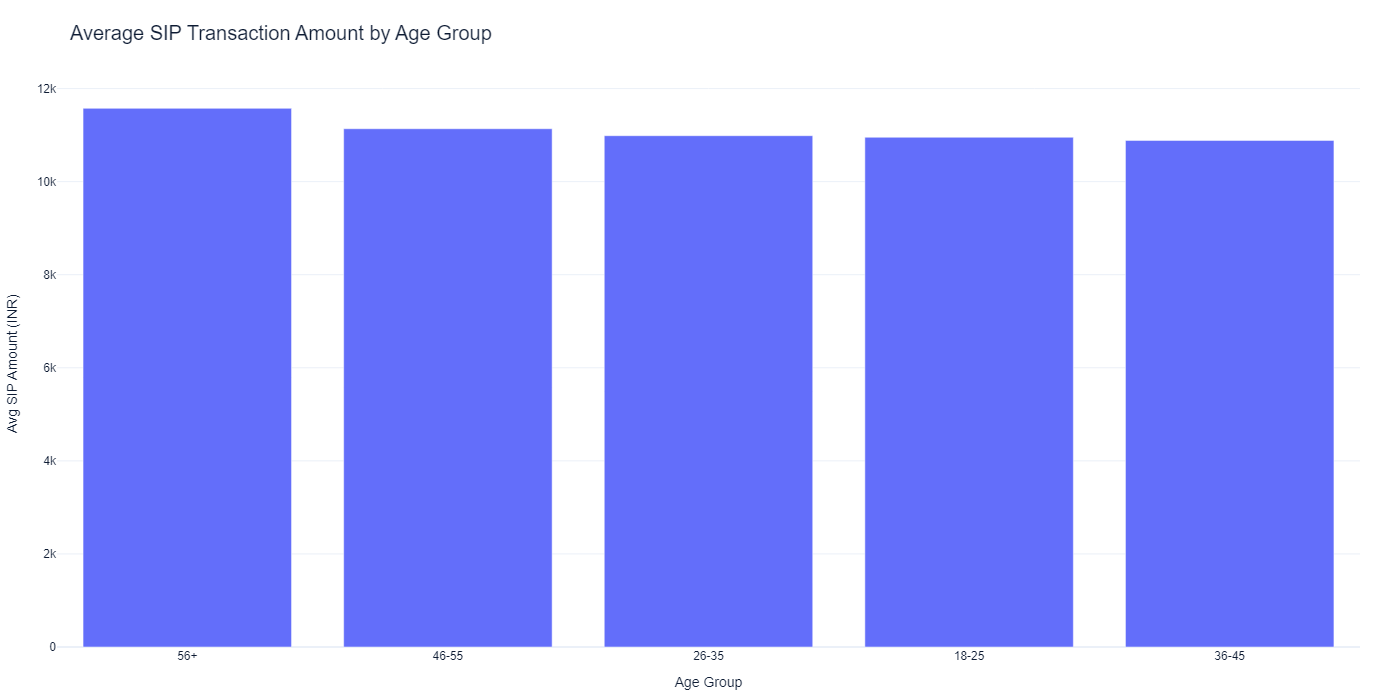 Average SIP Transaction Amount by Age Group
12k
10k
8k
6k
4k
2k
0
Avg SIP Amount (INR)
56+
46-55
26-35
18-25
36-45
Age Group